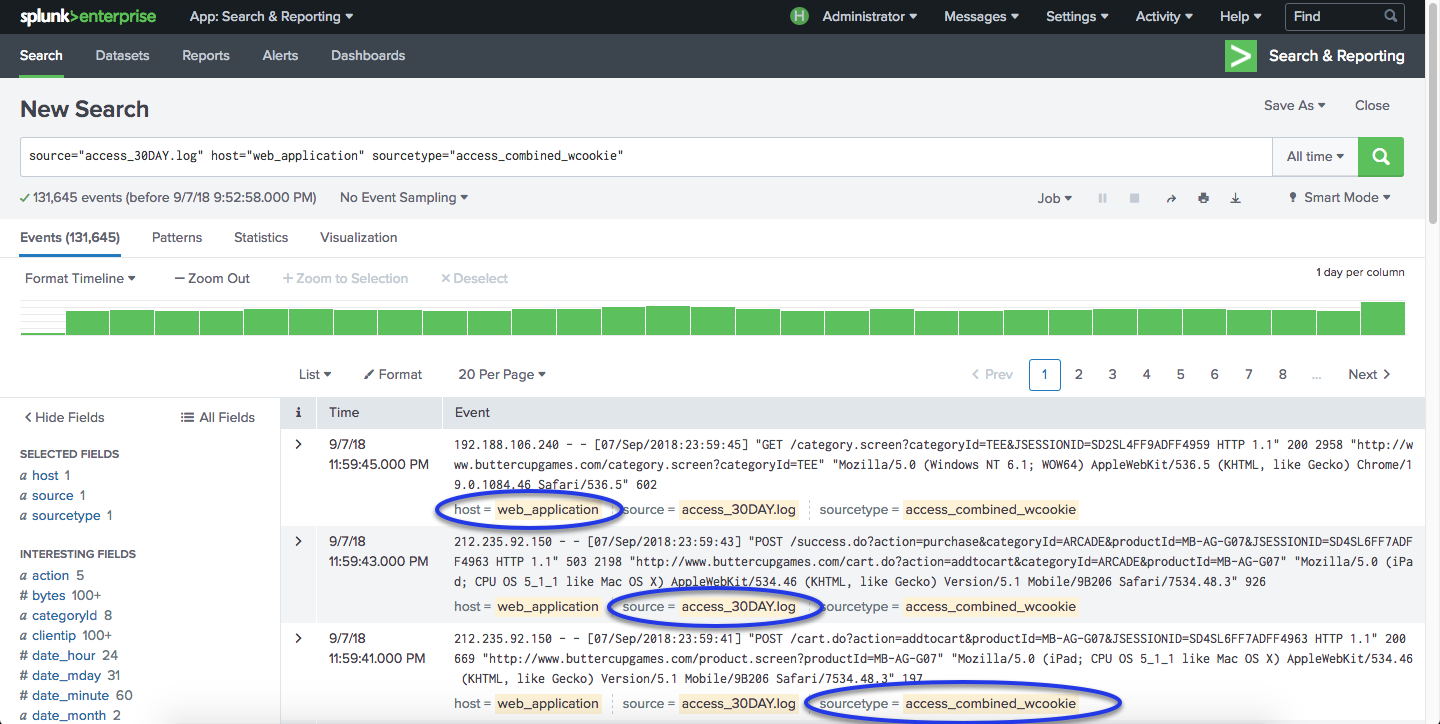 splunk>enterprise App: Search & Reporting H Administrator Messages Settings Activity Help Find
Search Datasets Reports Alerts Dashboards Search & Reporting
New Search Save As Close
source="access_30DAY.log" host="web_application" sourcetype="access_combined_wcookie" All time
131,645 events (before 9/7/18 9:52:58.000 PM) No Event Sampling Job Smart Mode
Events (131,645) Patterns Statistics Visualization
Format Timeline — Zoom Out + Zoom to Selection × Deselect 1 day per column
List Format 20 Per Page < Prev 1 2 3 4 5 6 7 8 ... Next >
< Hide Fields All Fields
SELECTED FIELDS
a host 1
a source 1
a sourcetype 1
INTERESTING FIELDS
a action 5
# bytes 100+
a categoryId 8
a clientip 100+
# date_hour 24
# date_mday 31
# date_minute 60
a date_month 2
i Time Event
> 9/7/18
11:59:45.000 PM
192.188.106.240 - - [07/Sep/2018:23:59:45] "GET /category.screen?categoryId=TEE&JSESSIONID=SD2SL4FF9ADFF4959 HTTP 1.1" 200 2958 "http://w
ww.buttercupgames.com/category.screen?categoryId=TEE" "Mozilla/5.0 (Windows NT 6.1; WOW64) AppleWebKit/536.5 (KHTML, like Gecko) Chrome/1
9.0.1084.46 Safari/536.5" 602
host = web_application source = access_30DAY.log sourcetype = access_combined_wcookie
> 9/7/18
11:59:43.000 PM
212.235.92.150 - - [07/Sep/2018:23:59:43] "POST /success.do?action=purchase&categoryId=ARCADE&productId=MB-AG-G07&JSESSIONID=SD4SL6FF7ADF
F4963 HTTP 1.1" 503 2198 "http://www.buttercupgames.com/cart.do?action=addtocart&categoryId=ARCADE&productId=MB-AG-G07" "Mozilla/5.0 (iPa
d; CPU OS 5_1_1 like Mac OS X) AppleWebKit/534.46 (KHTML, like Gecko) Version/5.1 Mobile/9B206 Safari/7534.48.3" 926
host = web_application source = access_30DAY.log sourcetype = access_combined_wcookie
> 9/7/18
11:59:41.000 PM
212.235.92.150 - - [07/Sep/2018:23:59:41] "POST /cart.do?action=addtocart&productId=MB-AG-G07&JSESSIONID=SD4SL6FF7ADFF4963 HTTP 1.1" 200
669 "http://www.buttercupgames.com/product.screen?productId=MB-AG-G07" "Mozilla/5.0 (iPad; CPU OS 5_1_1 like Mac OS X) AppleWebKit/534.46
(KHTML, like Gecko) Version/5.1 Mobile/9B206 Safari/7534.48.3" 197
host = web_application source = access_30DAY.log sourcetype = access_combined_wcookie